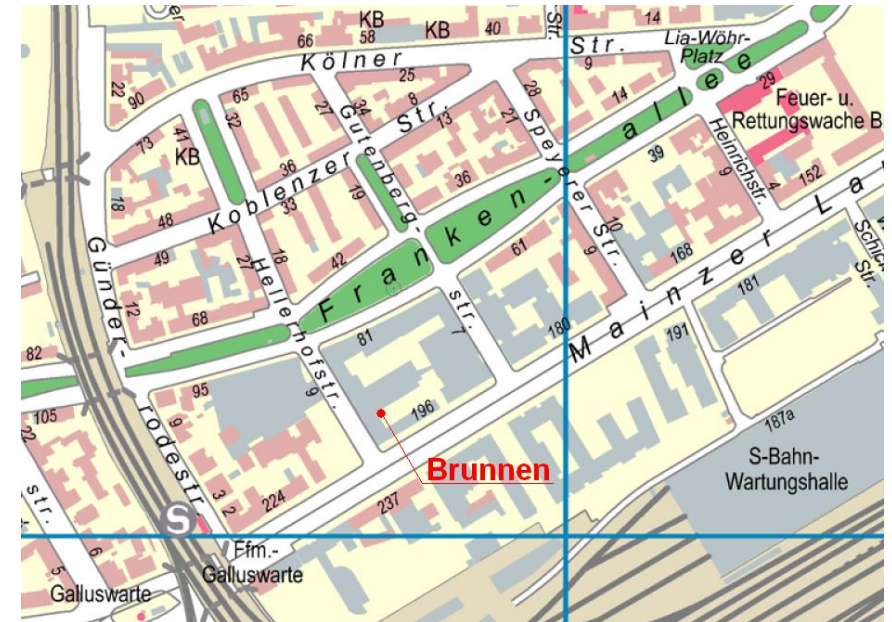 KB
66
58
KB
40
Str.
14
Kölner
Str.
Lia-Wöhr-
Platz
22
90
65
27
34
25
8
28
9
14
29
Feuer- u.
Rettungswache B
73
41
32
KB
Gutenberg-
str.
Koblenzer Str.
13
21
Speyerer Str.
Franken-
allee
39
Heinrichstr.
9
4
152
36
19
36
18
48
33
49
27
18
42
61
10
9
168
Mainzer La
181
Schich
Str.
Günder-
rodestr.
12
68
Hellerhofstr.
81
7
180
191
82
95
9
9
196
105
22
187a
S-Bahn-
Wartungshalle
Brunnen
str.
3
2
224
237
S
6
5
Ffm.-
Galluswarte
Galluswarte